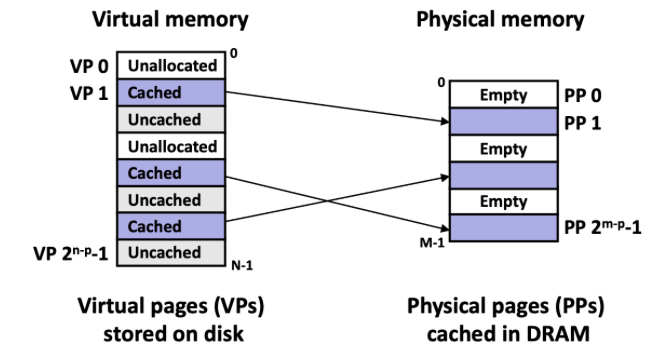 Virtual memory
Physical memory
0
VP 0 Unallocated
VP 1 Cached
Uncached
Unallocated
Cached
Uncached
Cached
VP 2ⁿ⁻ᵖ-1 Uncached
N-1
0
Empty PP 0
PP 1
Empty
Empty
PP 2ᵐ⁻ᵖ-1
M-1
Virtual pages (VPs)
stored on disk
Physical pages (PPs)
cached in DRAM